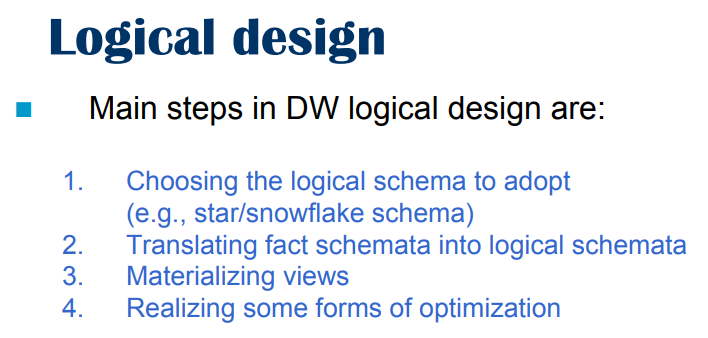 Logical design
Main steps in DW logical design are:
1. Choosing the logical schema to adopt
(e.g., star/snowflake schema)
2. Translating fact schemata into logical schemata
3. Materializing views
4. Realizing some forms of optimization